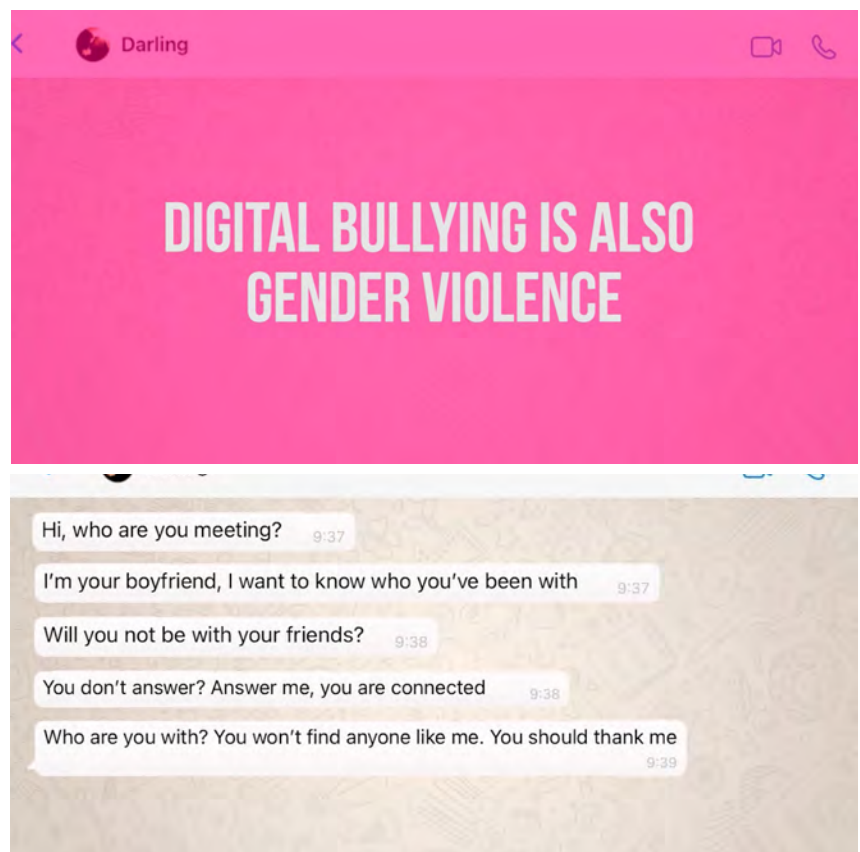 Darling
DIGITAL BULLYING IS ALSO
GENDER VIOLENCE
Hi, who are you meeting? 9:37
I'm your boyfriend, I want to know who you've been with 9:37
Will you not be with your friends? 9:38
You don't answer? Answer me, you are connected 9:38
Who are you with? You won't find anyone like me. You should thank me
9:39